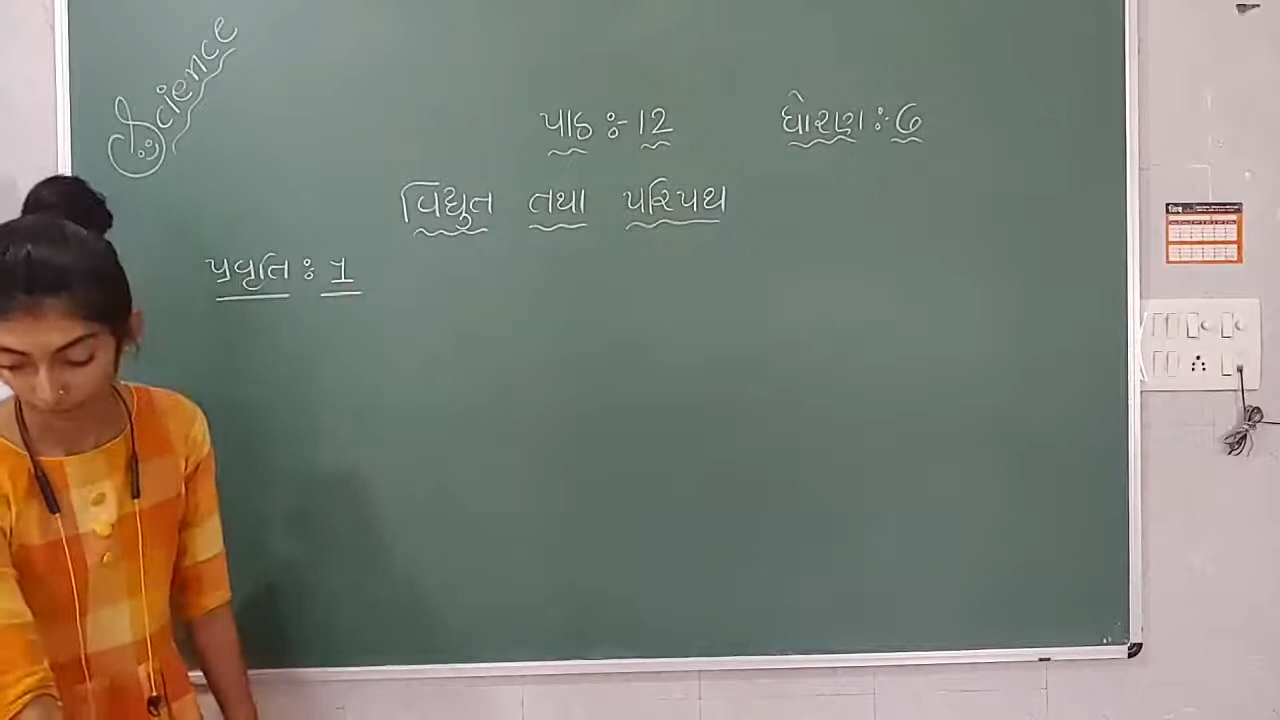 Science
પાઠ :- 12 ધોરણ :- 6
વિદ્યુત તથા પરિપથ
પ્રવૃતિ : 1